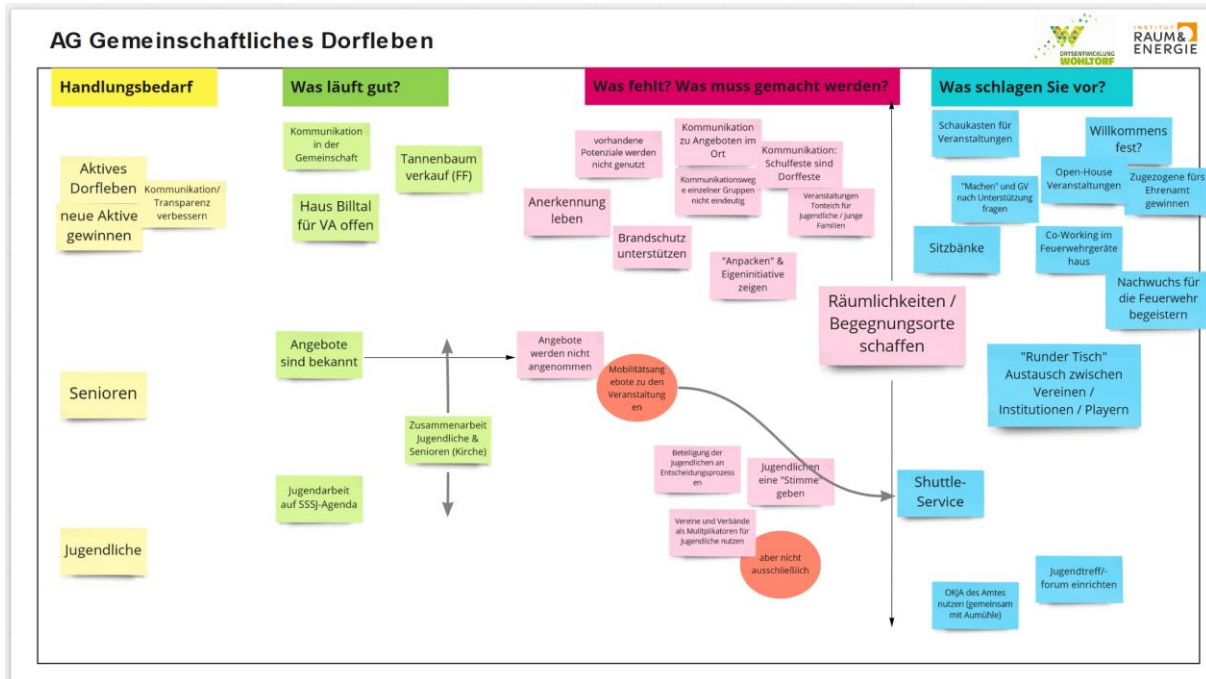 AG Gemeinschaftliches Dorfleben
ORTSENTWICKLUNG
WOHLTORF
INSTITUT
RAUM&
ENERGIE
Handlungsbedarf
Aktives
Dorfleben
Kommunikation/
Transparenz
verbessern
neue Aktive
gewinnen
Senioren
Jugendliche
Was läuft gut?
Kommunikation
in der
Gemeinschaft
Tannenbaum
verkauf (FF)
Haus Billtal
für VA offen
Angebote
sind bekannt
Zusammenarbeit
Jugendliche &
Senioren (Kirche)
Jugendarbeit
auf SSSJ-Agenda
Was fehlt? Was muss gemacht werden?
vorhandene
Potenziale werden
nicht genutzt
Kommunikation
zu Angeboten im
Ort
Kommunikation:
Schulfeste sind
Dorffeste
Kommunikationsweg
e einzelner Gruppen
nicht eindeutig
Veranstaltungen
Tonteich für
Jugendliche / Junge
Familien
Anerkennung
leben
Brandschutz
unterstützen
"Anpacken" &
Eigeninitiative
zeigen
Räumlichkeiten /
Begegnungsorte
schaffen
Angebote
werden nicht
angenommen
Mobilitätsang
ebote zu den
Veranstaltung
en
Beteiligung der
Jugendlichen an
Entscheidungsprozess
en
Jugendlichen
eine "Stimme"
geben
Vereine und Verbände
als Mulitplikatoren für
Jugendliche nutzen
aber nicht
ausschließlich
Was schlagen Sie vor?
Schaukasten für
Veranstaltungen
Willkommens
fest?
Open-House
Veranstaltungen
Zugezogene fürs
Ehrenamt
gewinnen
"Machen" und GV
nach Unterstützung
fragen
Sitzbänke
Co-Working im
Feuerwehrgeräte
haus
Nachwuchs für
die Feuerwehr
begeistern
"Runder Tisch"
Austausch zwischen
Vereinen /
Institutionen / Playern
Shuttle-
Service
Jugendtreff/-
forum einrichten
OKJA des Amtes
nutzen (gemeinsam
mit Aumühle)